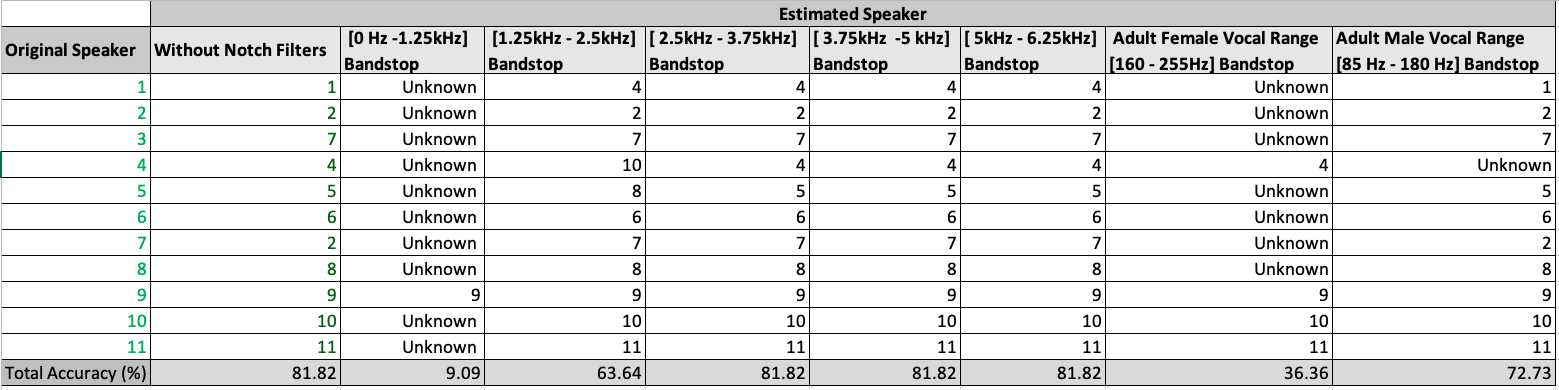 Estimated Speaker
Original Speaker Without Notch Filters [0 Hz -1.25kHz] Bandstop [1.25kHz - 2.5kHz] Bandstop [ 2.5kHz - 3.75kHz] Bandstop [ 3.75kHz -5 kHz] Bandstop [ 5kHz - 6.25kHz] Bandstop Adult Female Vocal Range [160 - 255Hz] Bandstop Adult Male Vocal Range [85 Hz - 180 Hz] Bandstop
1 1 Unknown 4 4 4 4 Unknown 1
2 2 Unknown 2 2 2 2 Unknown 2
3 7 Unknown 7 7 7 7 Unknown 7
4 4 Unknown 10 4 4 4 4 Unknown
5 5 Unknown 8 5 5 5 Unknown 5
6 6 Unknown 6 6 6 6 Unknown 6
7 2 Unknown 7 7 7 7 Unknown 2
8 8 Unknown 8 8 8 8 Unknown 8
9 9 9 9 9 9 9 9 9
10 10 Unknown 10 10 10 10 10 10
11 11 Unknown 11 11 11 11 11 11
Total Accuracy (%) 81.82 9.09 63.64 81.82 81.82 81.82 36.36 72.73